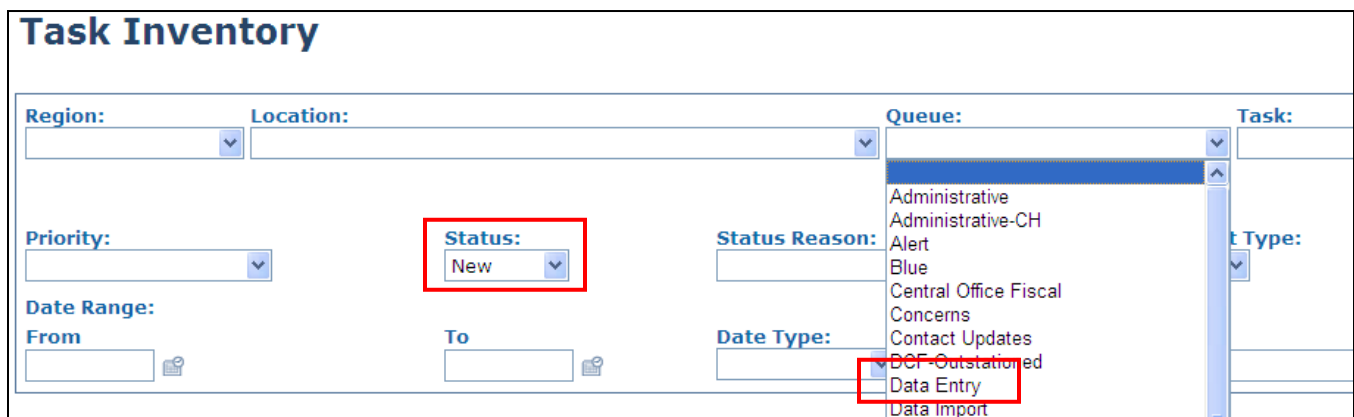 Task Inventory
Region: Location: Queue: Task:
Administrative
Administrative-CH
Priority: Status: Status Reason: Alert t Type:
New Blue
Central Office Fiscal
Date Range: Concerns
From To Date Type: Contact Updates
DCF-Outstationed
Data Entry
Data Import